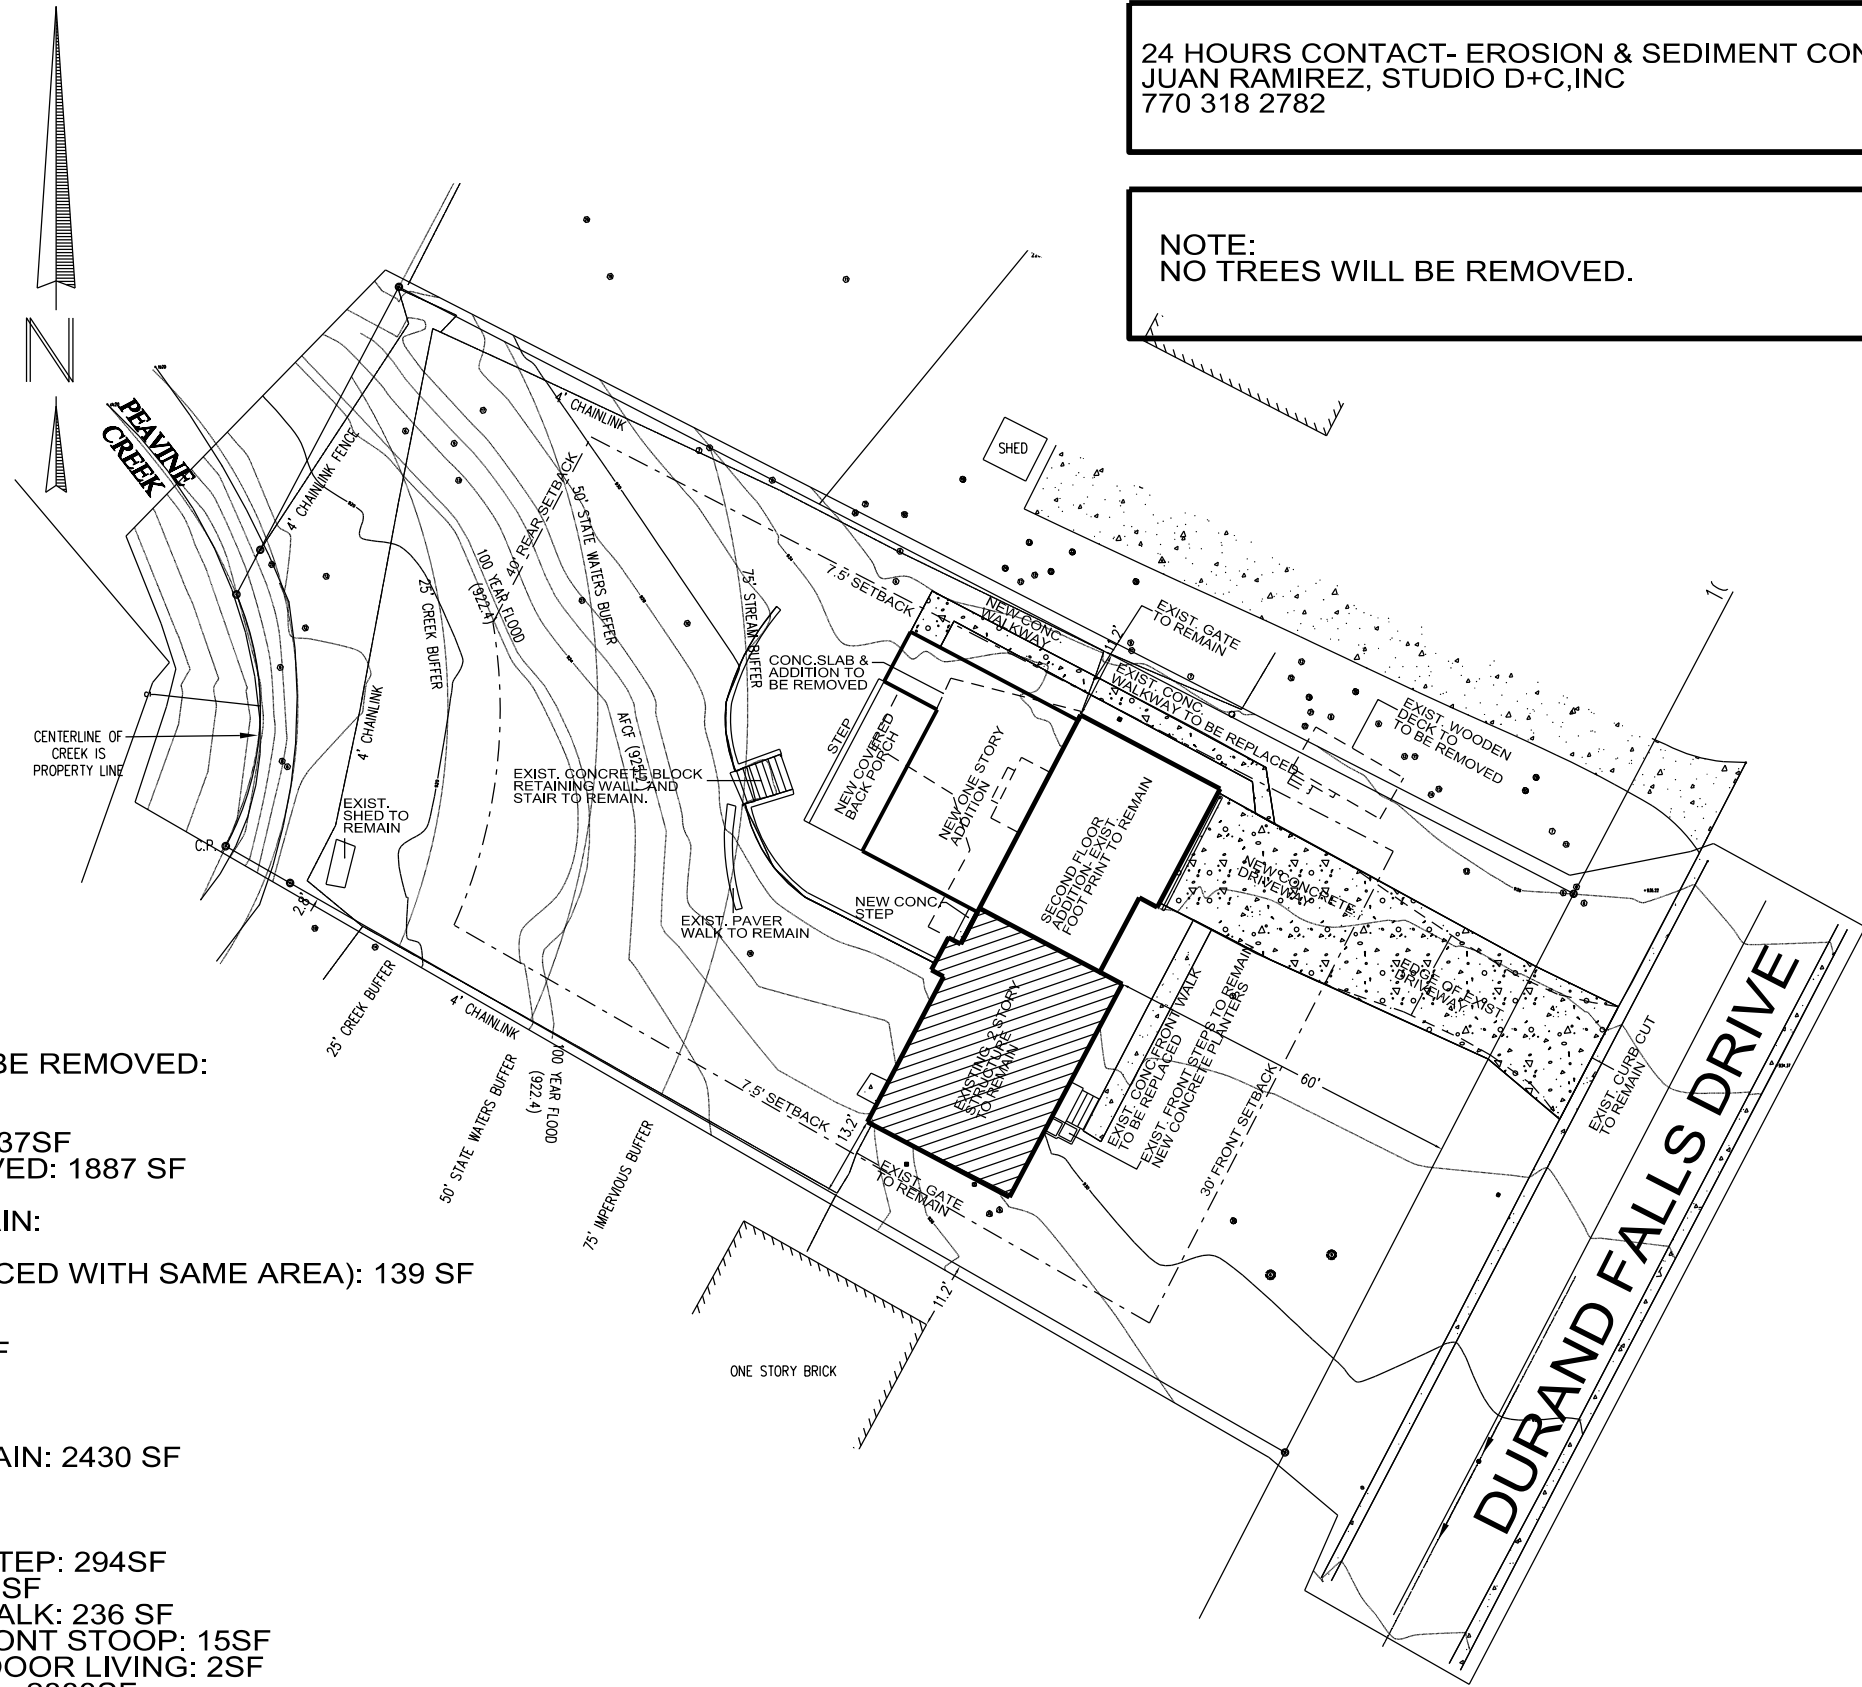 24 HOURS CONTACT- EROSION & SEDIMENT CON
JUAN RAMIREZ, STUDIO D+C,INC
770 318 2782
NOTE:
NO TREES WILL BE REMOVED.
N
PEAVINE
CREEK
4' CHAINLINK FENCE
4' CHAINLINK
SHED
40' REAR SETBACK
50' STATE WATERS BUFFER
100 YEAR FLOOD
(922.4)
25' CREEK BUFFER
75' STREAM BUFFER
7.5' SETBACK
NEW CONC.
WALKWAY
11.2'
EXIST. GATE
TO REMAIN
CONC.SLAB &
ADDITION TO
BE REMOVED
EXIST. CONC.
WALKWAY TO BE REPLACED
EXIST. WOODEN
DECK TO
TO BE REMOVED
4' CHAINLINK
CENTERLINE OF
CREEK IS
PROPERTY LINE
STEP
NEW COVERED
BACK PORCH
NEW ONE STORY
ADDITION
EXIST. CONCRETE BLOCK
RETAINING WALL AND
STAIR TO REMAIN.
EXIST.
SHED TO
REMAIN
C.P.
SECOND FLOOR
ADDITION- EXIST.
FOOT PRINT TO REMAIN
NEW CONCRETE
DRIVEWAY
2.8'
NEW CONC.
STEP
EXIST. PAVER
WALK TO REMAIN
EDGE OF EXIST
DRIVEWAY
25' CREEK BUFFER
4' CHAINLINK
EXISTING 2 STORY
STRUCTURE
TO REMAIN
EXIST. CONC.FRONT WALK
TO BE REPLACED
EXIST. FRONT STEPS TO REMAIN
NEW CONCRETE PLANTERS
60'
30' FRONT SETBACK
EXIST. CURB CUT
TO REMAIN
DURAND FALLS DRIVE
BE REMOVED:
50' STATE WATERS BUFFER
100 YEAR FLOOD
(922.4)
7.5' SETBACK
13.2'
75' IMPERVIOUS BUFFER
EXIST. GATE
TO REMAIN
37SF
VED: 1887 SF
AIN:
CED WITH SAME AREA): 139 SF
11.2'
ONE STORY BRICK
AIN: 2430 SF
TEP: 294SF
SF
ALK: 236 SF
ONT STOOP: 15SF
DOOR LIVING: 2SF